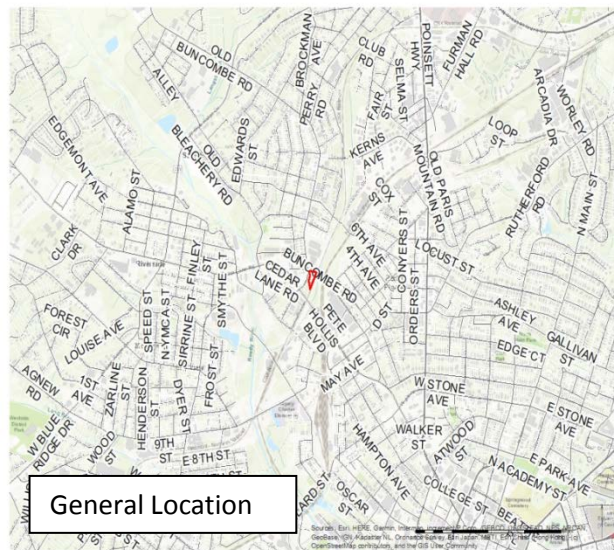 OLD
BUNCOMBE RD
ALLEY
BLEACHERY RD
OLD
EDWARDS
ST
BROCKMAN
AVE
PERRY
RD
CLUB
RD
FAIR
ST
SELMA ST
POINSETT
HWY
FURMAN
HALL RD
ARCADIA DR
WORLEY
RD
LOOP
ST
KERNS
AVE
COX
ST
OLD PARIS
MOUNTAIN RD
RUTHERFORD
RD
N MAIN ST
EDGEMONT AVE
ALAMO ST
CLARK
DR
6TH AVE
4TH AVE
CONYERS ST
LOCUST ST
BUNCOMBE RD
CEDAR
LANE RD
FINLEY
ST
SMYTHE ST
SIRRINE ST
N YMCA ST
SPEED ST
FOREST
CIR
LOUISE AVE
PETE
HOLLIS
BLVD
D ST
ORDERS ST
ASHLEY
AVE
GALLIVAN
ST
EDGE CT
AGNEW
RD
1ST
AVE
ZARLINE
ST
HENDERSON
ST
DYER ST
FROST ST
MAY AVE
W STONE
AVE
E STONE
AVE
W BLUE
RIDGE DR
WOOD
ST
9TH
ST
E 8TH ST
HAMPTON AVE
WALKER
ST
ATWOOD
ST
E PARK AVE
N ACADEMY ST
COLLEGE ST
OSCAR
ST
General Location